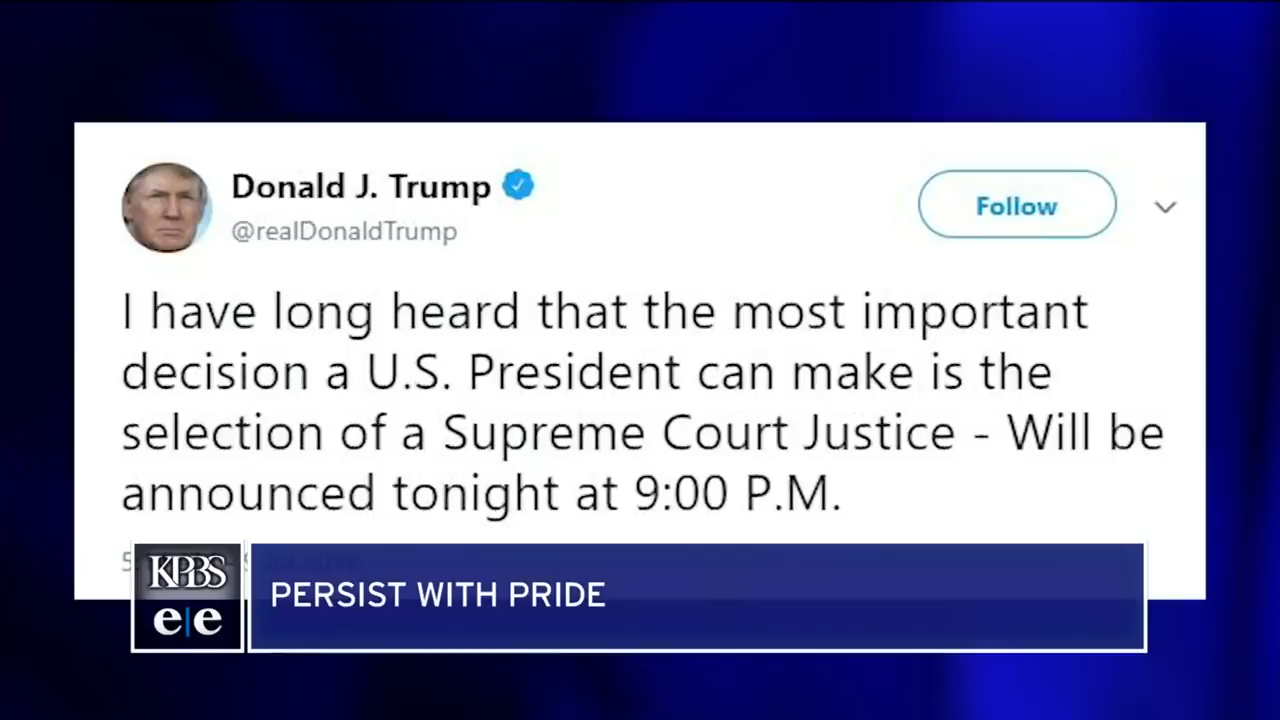 Donald J. Trump
@realDonaldTrump
Follow
I have long heard that the most important
decision a U.S. President can make is the
selection of a Supreme Court Justice - Will be
announced tonight at 9:00 P.M.
KPBS
e|e
PERSIST WITH PRIDE